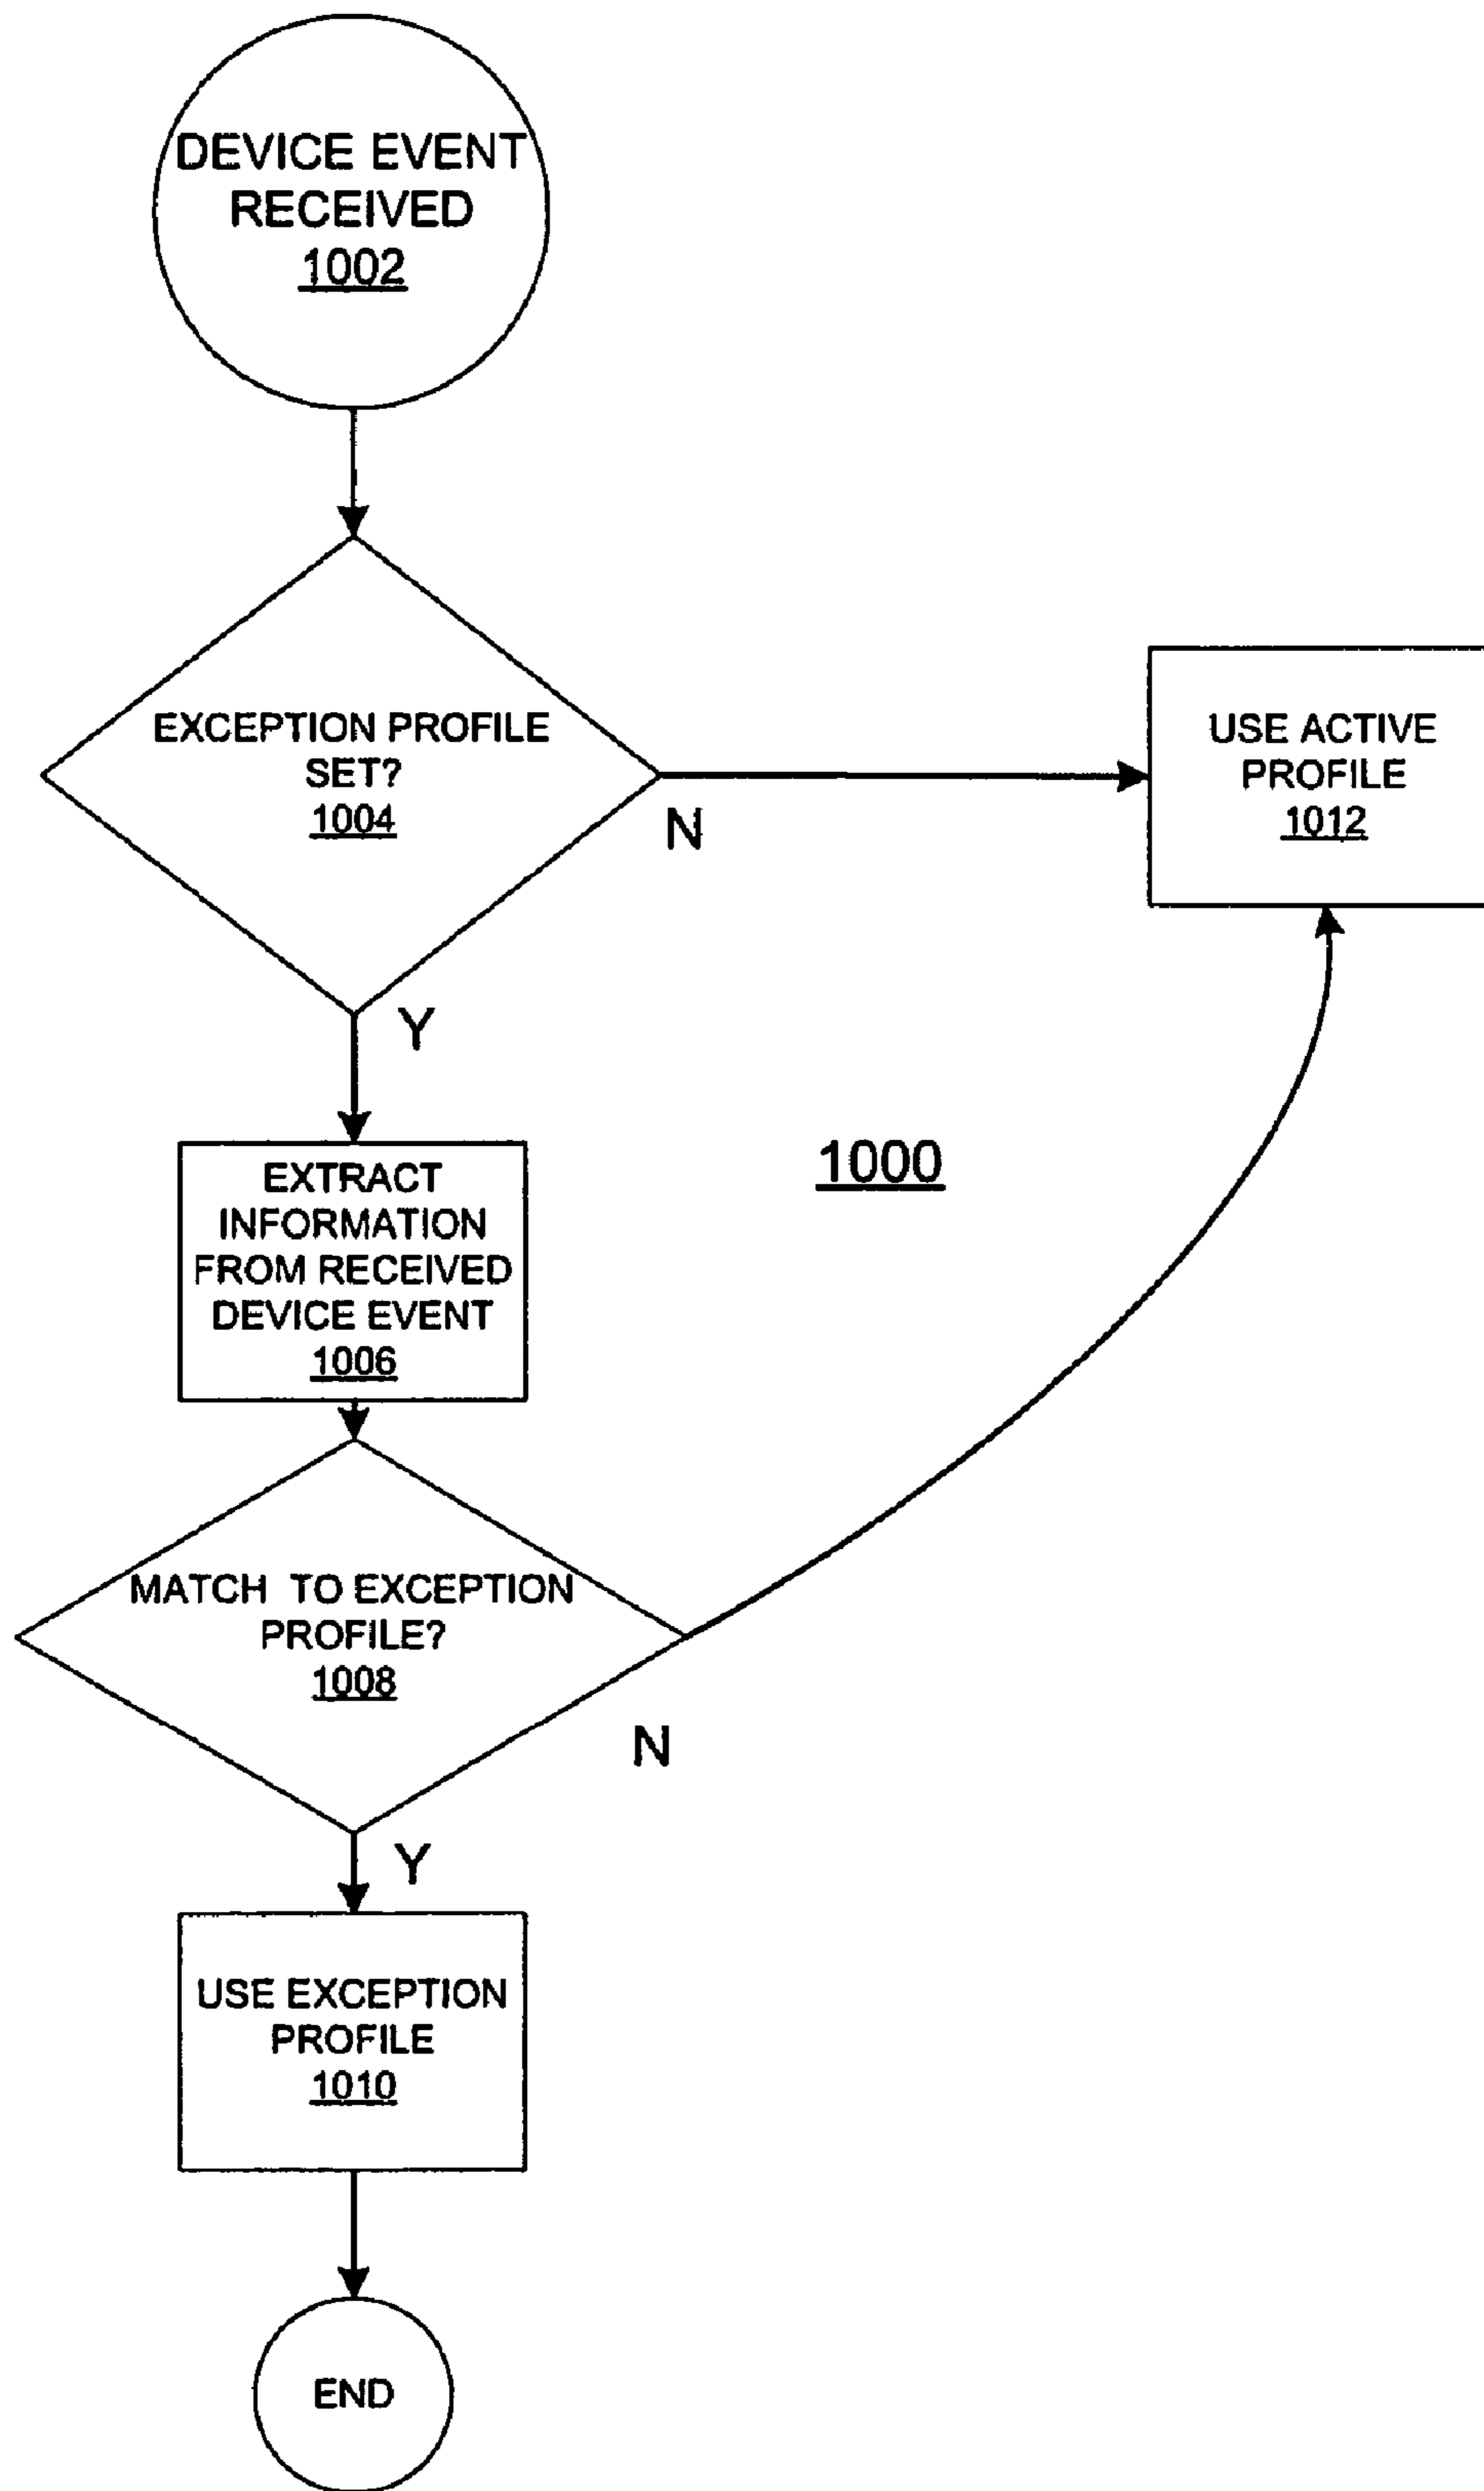 DEVICE EVENT
RECEIVED
1002
EXCEPTION PROFILE
SET?
1004
N
USE ACTIVE
PROFILE
1012
Y
EXTRACT
INFORMATION
FROM RECEIVED
DEVICE EVENT
1006
1000
MATCH TO EXCEPTION
PROFILE?
1008
N
Y
USE EXCEPTION
PROFILE
1010
END